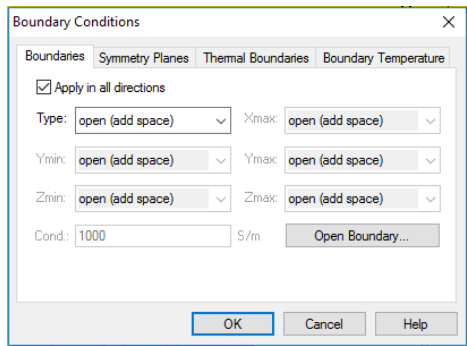 Boundary Conditions
Boundaries Symmetry Planes Thermal Boundaries Boundary Temperature
Apply in all directions
Type: open (add space) Xmax: open (add space)
Ymin: open (add space) Ymax: open (add space)
Zmin: open (add space) Zmax: open (add space)
Cond.: 1000 S/m Open Boundary...
OK Cancel Help